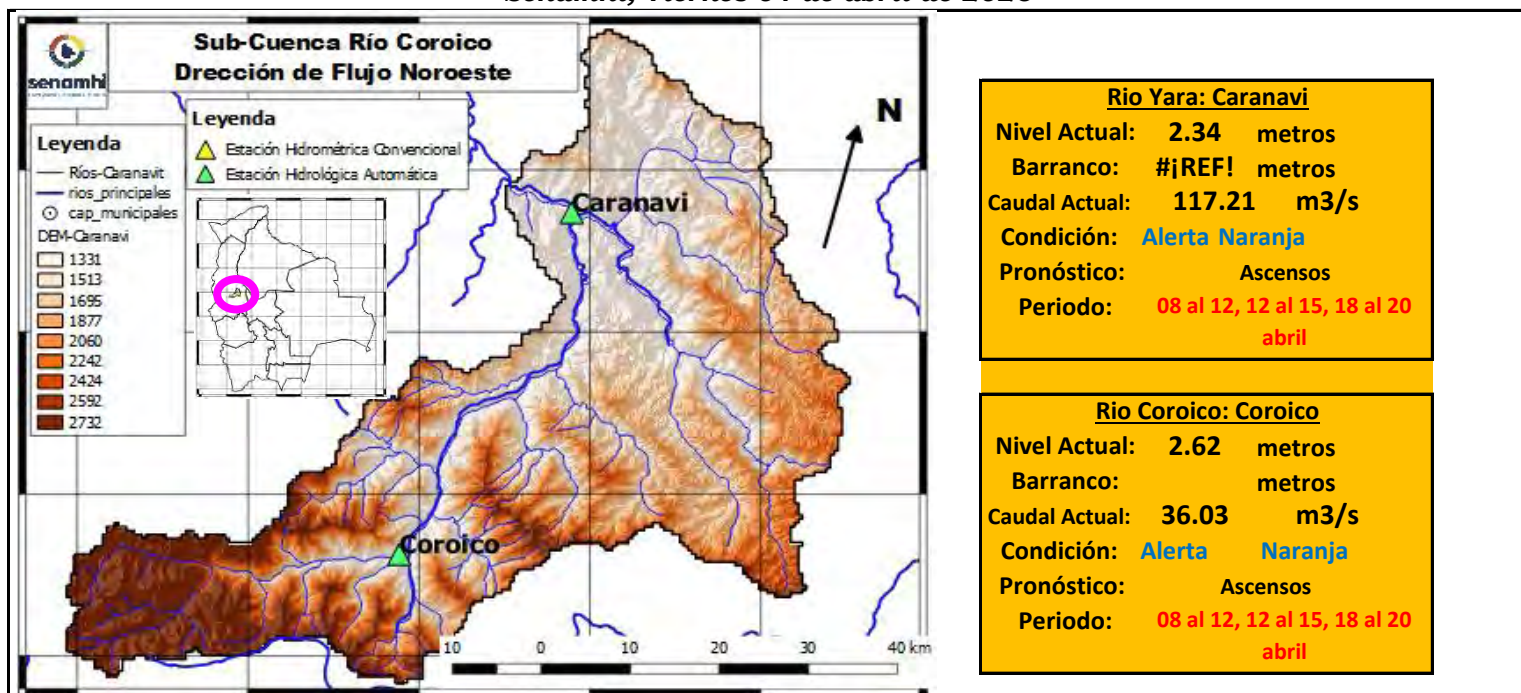 Sub-Cuenca Río Coroico
Drección de Flujo Noroeste
senamhi
Leyenda
Estación Hidrométrica Convencional
Estación Hidrológica Automática
Leyenda
Ríos-Caranavit
rios_principales
cap_municipales
DEM-Caranavi
1331
1513
1695
1877
2060
2242
2424
2592
2732
N
Caranavi
Coroico
10 0 10 20 30 40 km
Rio Yara: Caranavi
Nivel Actual: 2.34 metros
Barranco: #¡REF! metros
Caudal Actual: 117.21 m3/s
Condición: Alerta Naranja
Pronóstico: Ascensos
Periodo: 08 al 12, 12 al 15, 18 al 20
abril
Rio Coroico: Coroico
Nivel Actual: 2.62 metros
Barranco: metros
Caudal Actual: 36.03 m3/s
Condición: Alerta Naranja
Pronóstico: Ascensos
Periodo: 08 al 12, 12 al 15, 18 al 20
abril